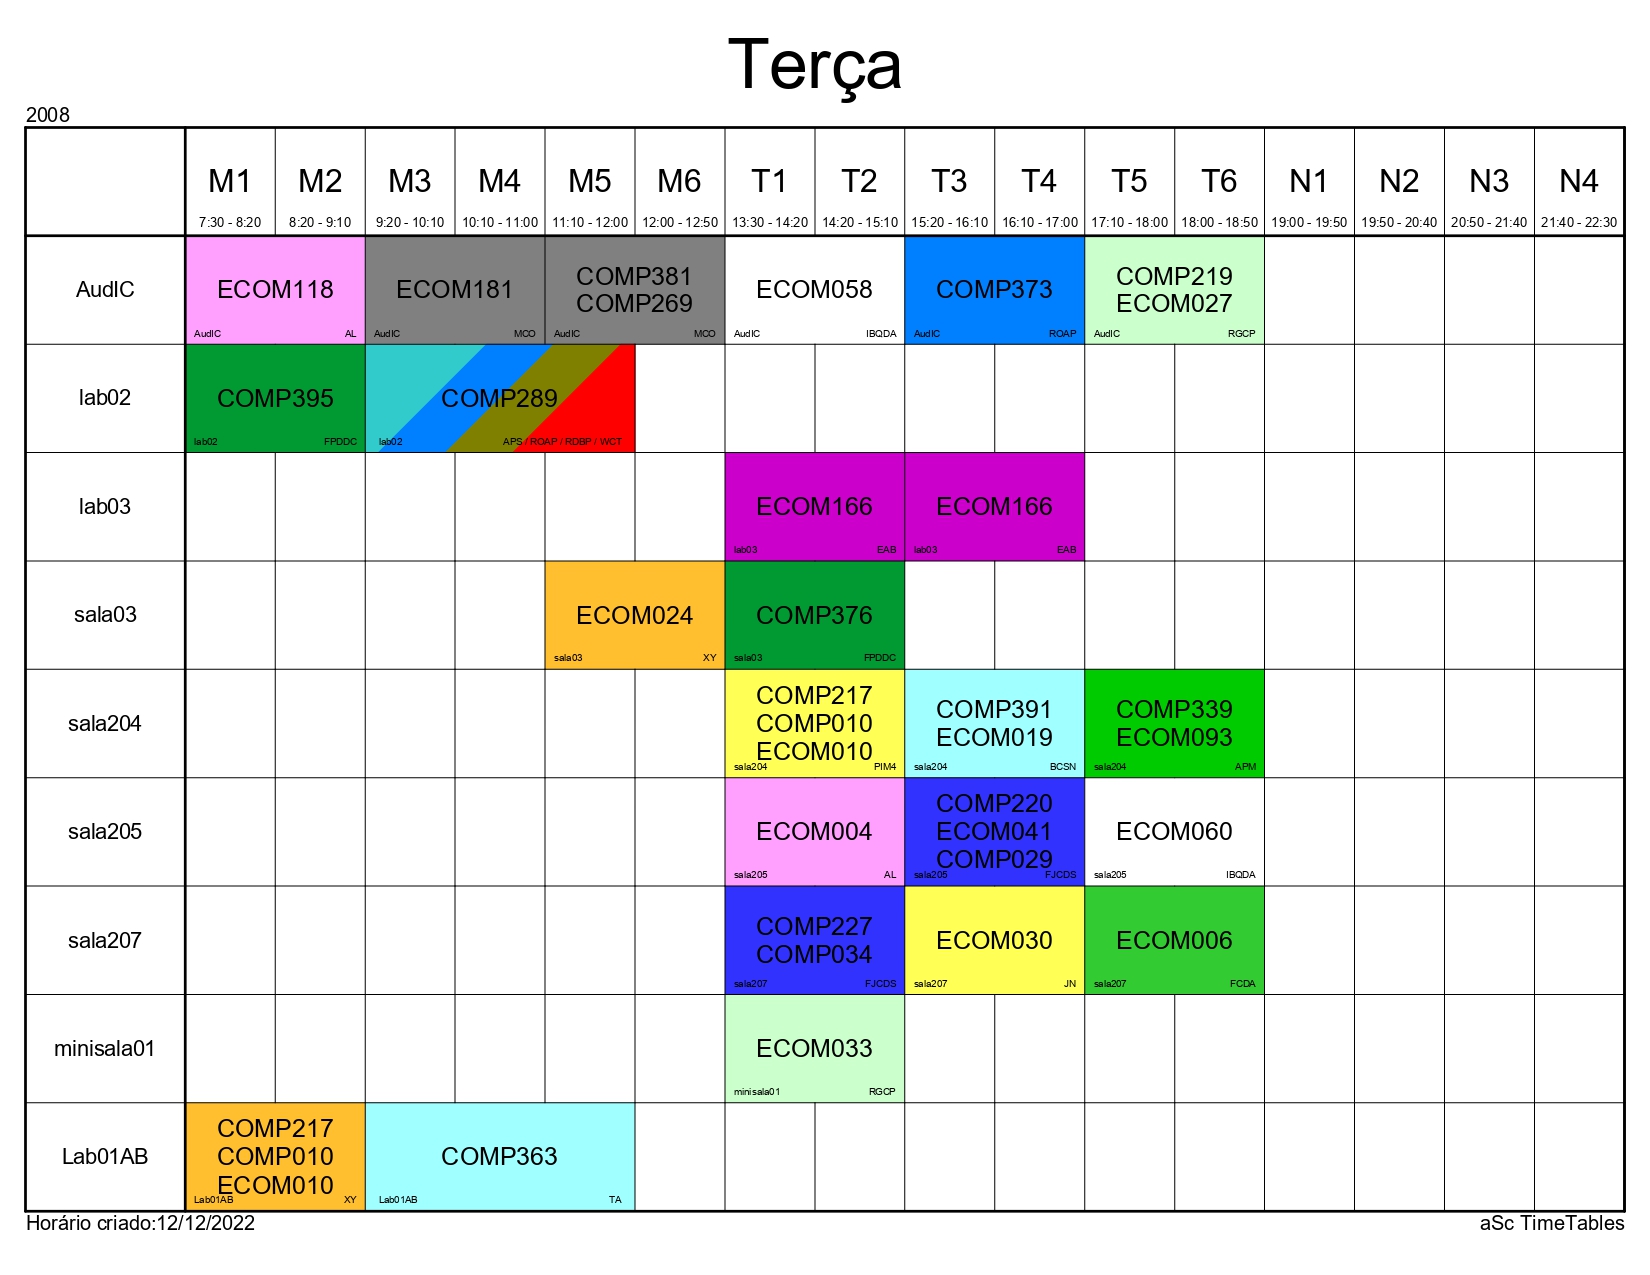 Terça
2008
M1 M2 M3 M4 M5 M6 T1 T2 T3 T4 T5 T6 N1 N2 N3 N4
7:30 - 8:20 8:20 - 9:10 9:20 - 10:10 10:10 - 11:00 11:10 - 12:00 12:00 - 12:50 13:30 - 14:20 14:20 - 15:10 15:20 - 16:10 16:10 - 17:00 17:10 - 18:00 18:00 - 18:50 19:00 - 19:50 19:50 - 20:40 20:50 - 21:40 21:40 - 22:30
AudIC
ECOM118
AudIC AL
ECOM181
AudIC MCO
COMP381
COMP269
AudIC MCO
ECOM058
AudIC IBQDA
COMP373
AudIC ROAP
COMP219
ECOM027
AudIC RGCP
lab02
COMP395
lab02 FPDDC
COMP289
lab02 APS / ROAP / RDBP / WCT
lab03
ECOM166
lab03 EAB
ECOM166
lab03 EAB
sala03
ECOM024
sala03 XY
COMP376
sala03 FPDDC
sala204
COMP217
COMP010
ECOM010
sala204 PIM4
COMP391
ECOM019
sala204 BCSN
COMP339
ECOM093
sala204 APM
sala205
ECOM004
sala205 AL
COMP220
ECOM041
COMP029
sala205 FJCDS
ECOM060
sala205 IBQDA
sala207
COMP227
COMP034
sala207 FJCDS
ECOM030
sala207 JN
ECOM006
sala207 FCDA
minisala01
ECOM033
minisala01 RGCP
Lab01AB
COMP217
COMP010
ECOM010
Lab01AB XY
COMP363
Lab01AB TA
Horário criado:12/12/2022
aSc TimeTables